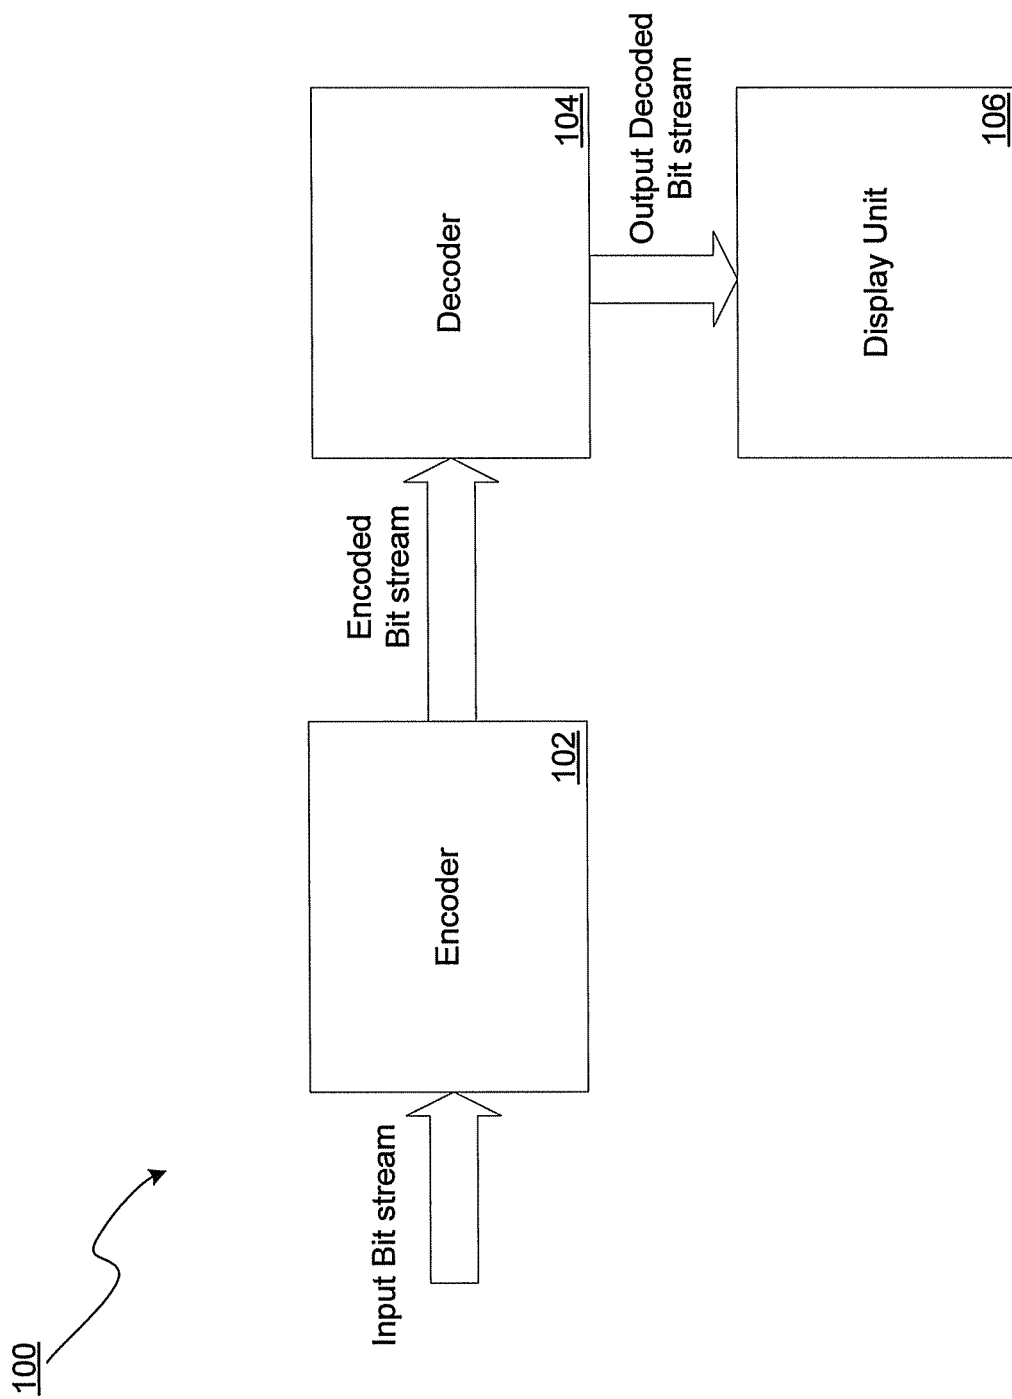 100
Input Bit stream
Encoder
102
Encoded
Bit stream
Decoder
104
Output Decoded
Bit stream
Display Unit
106